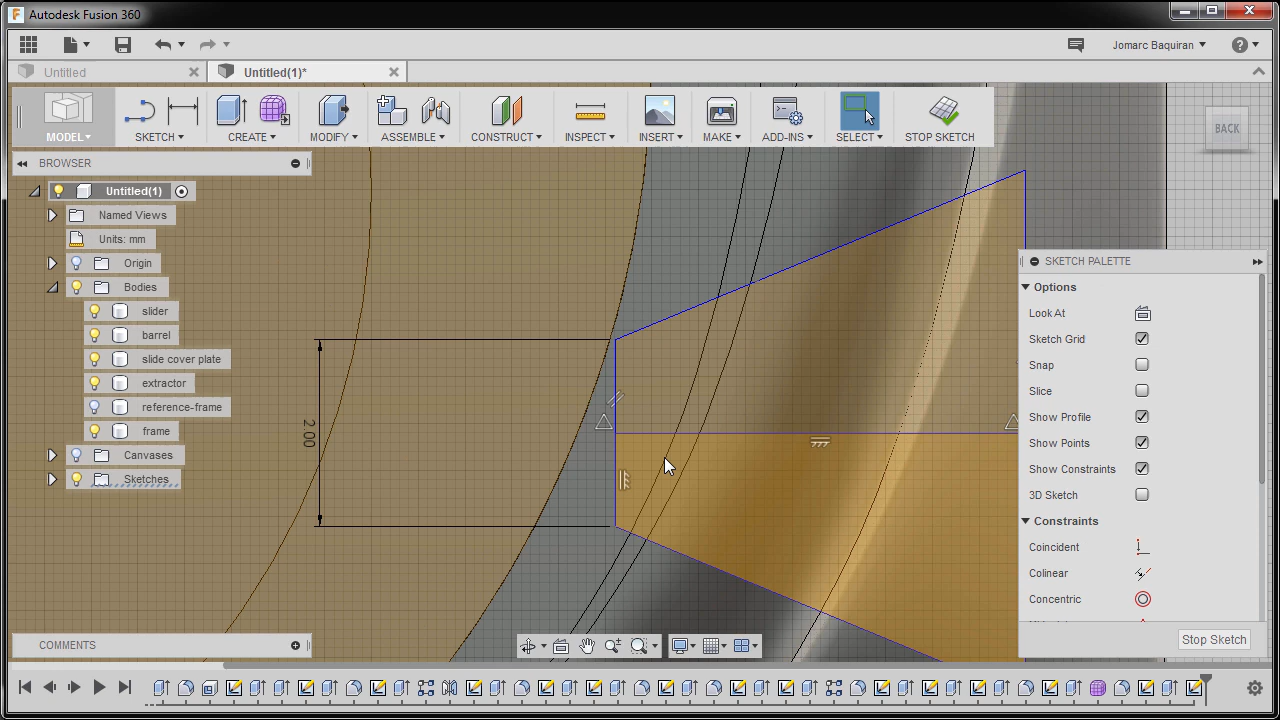 Autodesk Fusion 360
Jomarc Baquiran
Untitled
Untitled(1)*
MODEL
SKETCH
CREATE
MODIFY
ASSEMBLE
CONSTRUCT
INSPECT
INSERT
MAKE
ADD-INS
SELECT
STOP SKETCH
BACK
BROWSER
Untitled(1)
Named Views
Units: mm
Origin
Bodies
slider
barrel
slide cover plate
extractor
reference-frame
frame
Canvases
Sketches
2.00
SKETCH PALETTE
Options
Look At
Sketch Grid
Snap
Slice
Show Profile
Show Points
Show Constraints
3D Sketch
Constraints
Coincident
Colinear
Concentric
Stop Sketch
COMMENTS